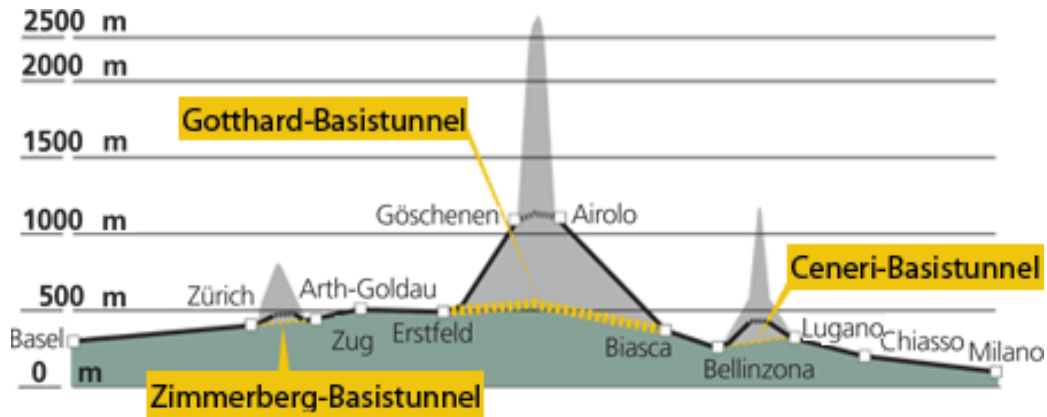 2500 m
2000 m
Gotthard-Basistunnel
1500 m
1000 m
Göschenen
Airolo
Ceneri-Basistunnel
500 m
Zürich
Arth-Goldau
Basel
Zug
Erstfeld
Biasca
Bellinzona
Lugano
Chiasso
Milano
0 m
Zimmerberg-Basistunnel